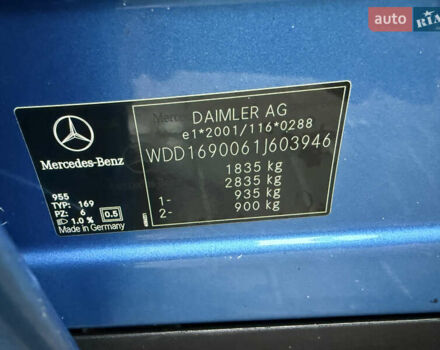 auto RIA
DAIMLER AG
e1*2001/116*0288
WDD1690061J603946
1835 kg
2835 kg
1- 935 kg
2- 900 kg
Mercedes-Benz
955
TYP: 169
PZ: 6
1.0 % 0.5
Made in Germany